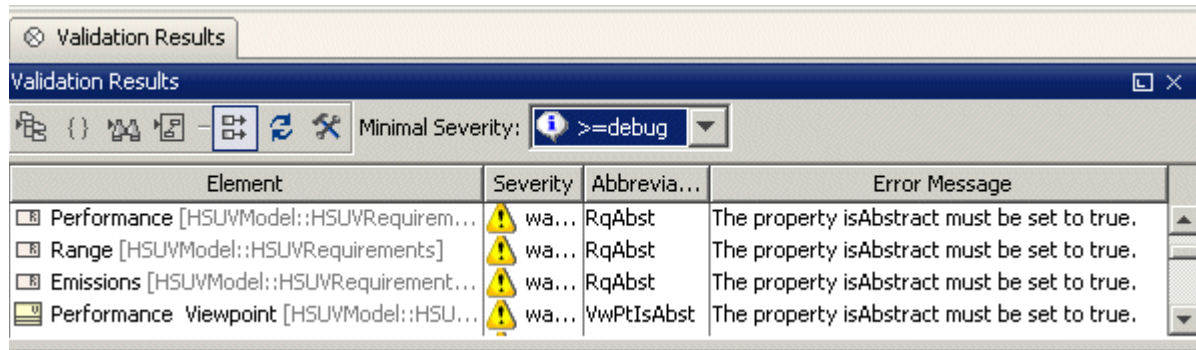 Validation Results
Validation Results
{} Minimal Severity: >=debug
Element Severity Abbrevia... Error Message
Performance [HSUVModel::HSUVRequirem... wa... RqAbst The property isAbstract must be set to true.
Range [HSUVModel::HSUVRequirements] wa... RqAbst The property isAbstract must be set to true.
Emissions [HSUVModel::HSUVRequirement... wa... RqAbst The property isAbstract must be set to true.
Performance Viewpoint [HSUVModel::HSU... wa... VwPtIsAbst The property isAbstract must be set to true.